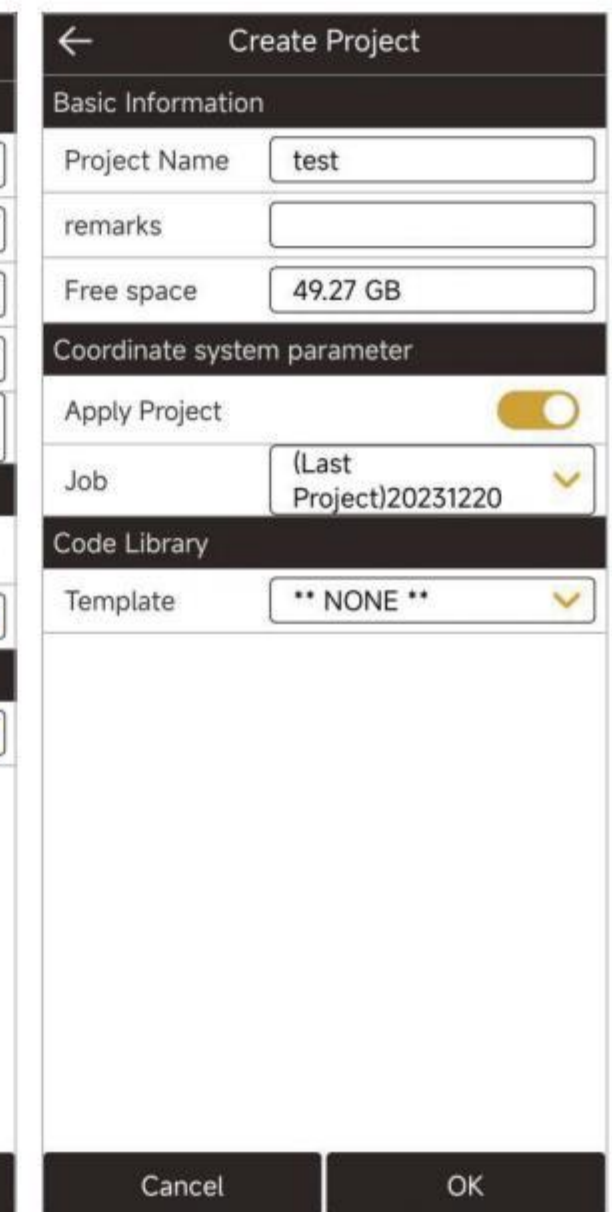 Create Project
Basic Information
Project Name test
remarks
Free space 49.27 GB
Coordinate system parameter
Apply Project
Job (Last
Project)20231220
Code Library
Template ** NONE **
Cancel OK